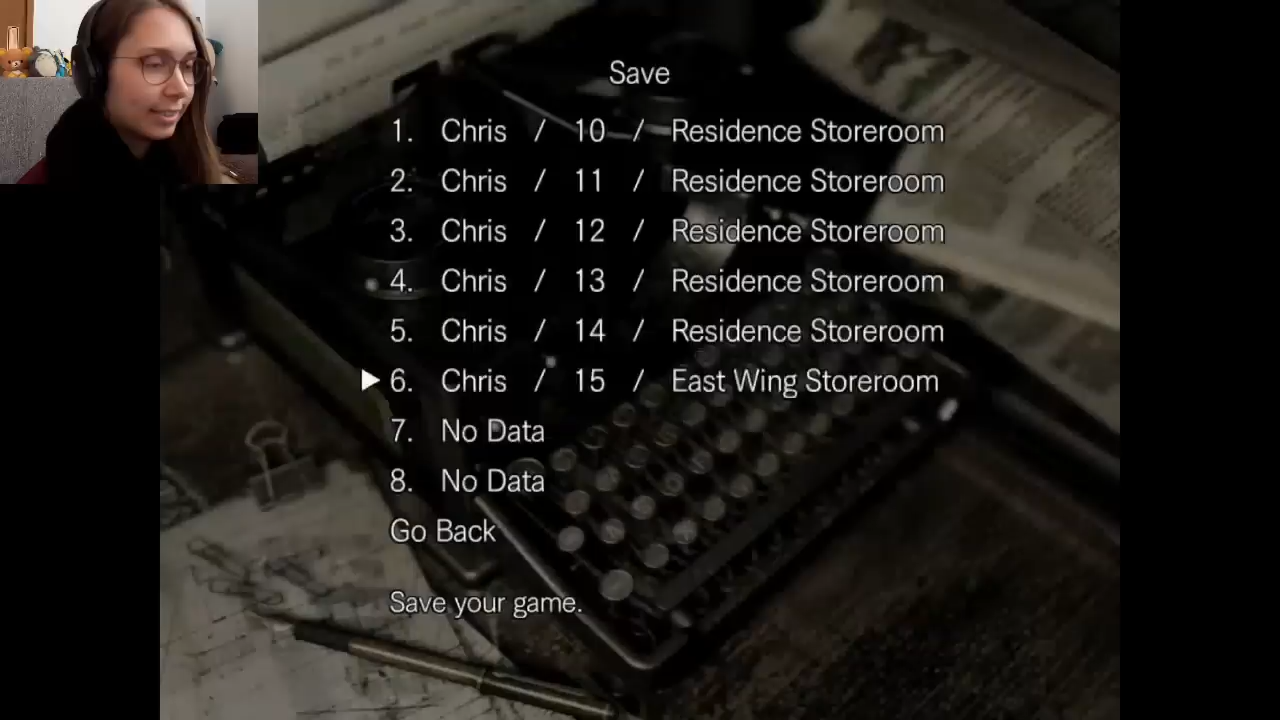 Save
1. Chris / 10 / Residence Storeroom
2. Chris / 11 / Residence Storeroom
3. Chris / 12 / Residence Storeroom
4. Chris / 13 / Residence Storeroom
5. Chris / 14 / Residence Storeroom
6. Chris / 15 / East Wing Storeroom
7. No Data
8. No Data
Go Back
Save your game.